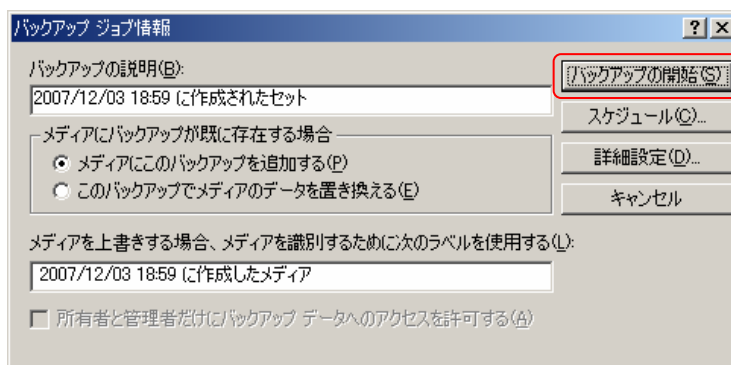 バックアップ ジョブ情報
バックアップの説明(B):
2007/12/03 18:59 に作成されたセット
メディアにバックアップが既に存在する場合
メディアにこのバックアップを追加する(P)
このバックアップでメディアのデータを置き換える(E)
メディアを上書きする場合、メディアを識別するために次のラベルを使用する(L):
2007/12/03 18:59 に作成したメディア
所有者と管理者だけにバックアップ データへのアクセスを許可する(A)
バックアップの開始(S)
スケジュール(C)...
詳細設定(D)...
キャンセル